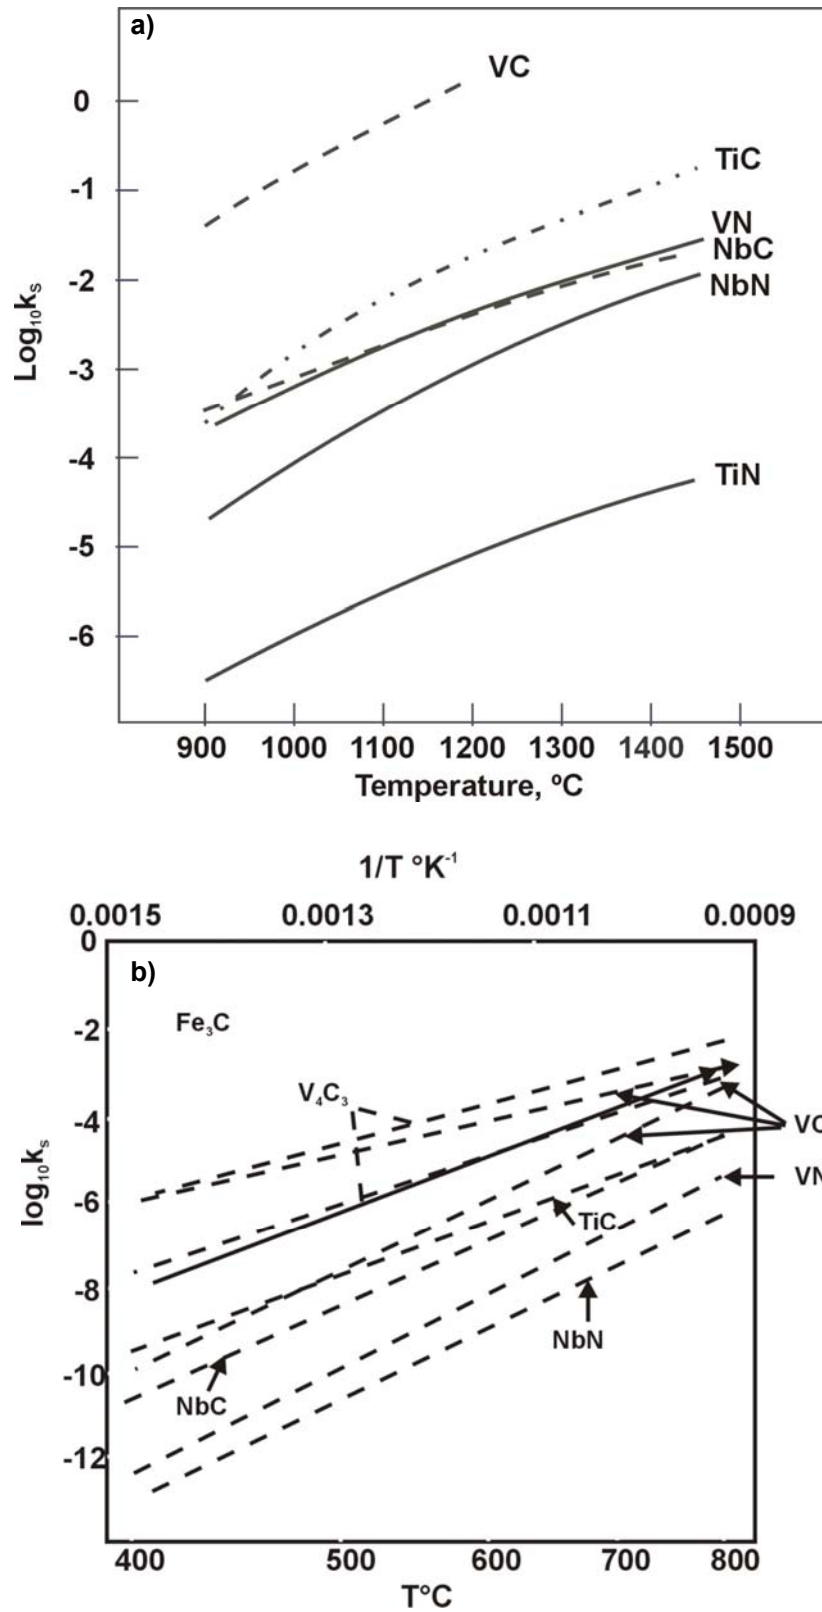 a)
VC
0
TiC
-1
VN
NbC
-2
NbN
Log₁₀kₛ
-3
-4
TiN
-5
-6
900 1000 1100 1200 1300 1400 1500
Temperature, ºC
1/T °K⁻¹
0.0015 0.0013 0.0011 0.0009
0
b)
Fe₃C
-2
V₄C₃
-4
VC
log₁₀kₛ
VN
-6
TiC
-8
NbN
-10
NbC
-12
400 500 600 700 800
T°C